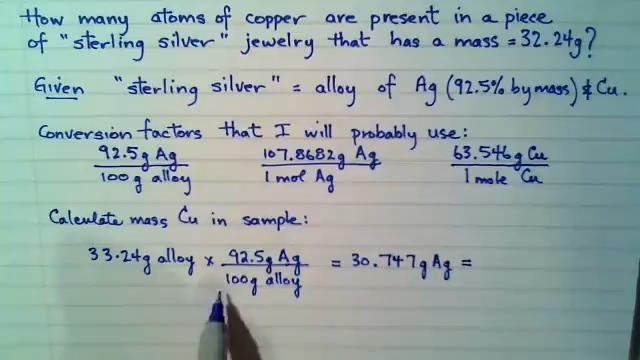 How many atoms of copper are present in a piece
of "sterling silver" jewelry that has a mass = 32.24g?
Given "sterling silver" = alloy of Ag (92.5% by mass) & Cu.
Conversion factors that I will probably use:
92.5g Ag / 100g alloy 107.8682g Ag / 1 mol Ag 63.546g Cu / 1 mole Cu
Calculate mass Cu in sample:
33.24g alloy × 92.5g Ag / 100g alloy = 30.747g Ag =